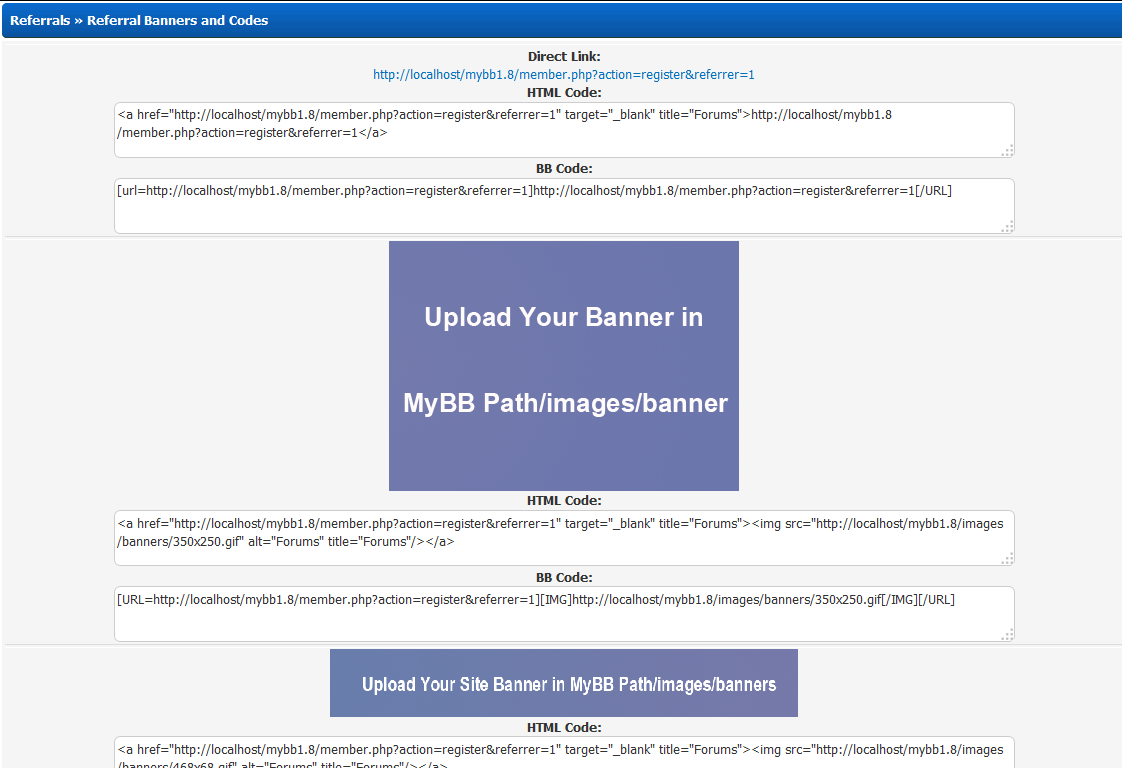 Referrals » Referral Banners and Codes
Direct Link:
http://localhost/mybb1.8/member.php?action=register&referrer=1
HTML Code:
<a href="http://localhost/mybb1.8/member.php?action=register&referrer=1" target="_blank" title="Forums">http://localhost/mybb1.8
/member.php?action=register&referrer=1</a>
BB Code:
[url=http://localhost/mybb1.8/member.php?action=register&referrer=1]http://localhost/mybb1.8/member.php?action=register&referrer=1[/URL]
Upload Your Banner in
MyBB Path/images/banner
HTML Code:
<a href="http://localhost/mybb1.8/member.php?action=register&referrer=1" target="_blank" title="Forums"><img src="http://localhost/mybb1.8/images
/banners/350x250.gif" alt="Forums" title="Forums"/></a>
BB Code:
[URL=http://localhost/mybb1.8/member.php?action=register&referrer=1][IMG]http://localhost/mybb1.8/images/banners/350x250.gif[/IMG][/URL]
Upload Your Site Banner in MyBB Path/images/banners
HTML Code:
<a href="http://localhost/mybb1.8/member.php?action=register&referrer=1" target="_blank" title="Forums"><img src="http://localhost/mybb1.8/images
/banners/468x68.gif" alt="Forums" title="Forums"/></a>